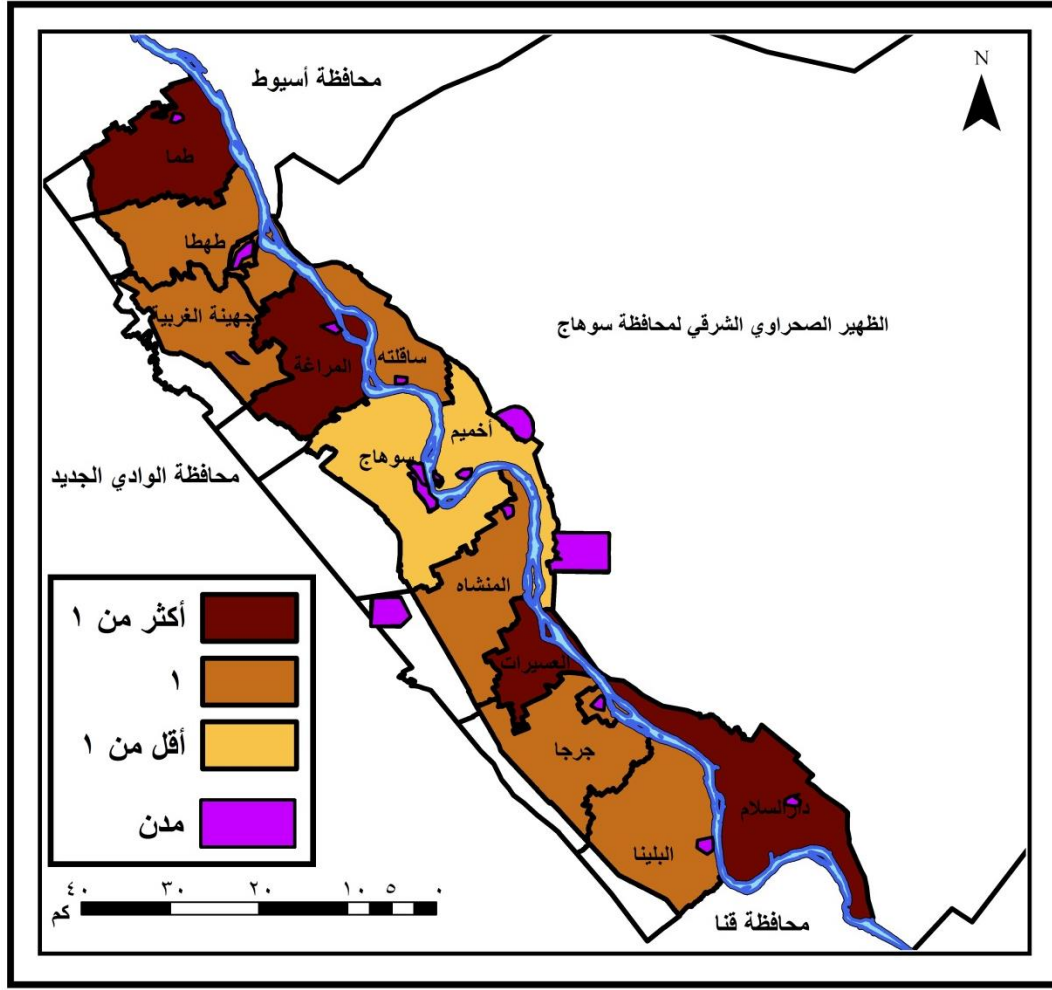 محافظة أسيوط
N
طما
طهطا
جهينة الغربية
ساقلته
المراغة
الظهير الصحراوي الشرقي لمحافظة سوهاج
أخميم
سوهاج
محافظة الوادي الجديد
المنشاه
العسيرات
جرجا
دارالسلام
البلينا
محافظة قنا
أكثر من ١
١
أقل من ١
مدن
٤٠ ٣٠ ٢٠ ١٠ ٥ ٠
كم